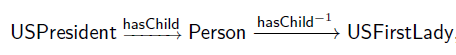 USPresident hasChild → Person hasChild⁻¹ → USFirstLady.